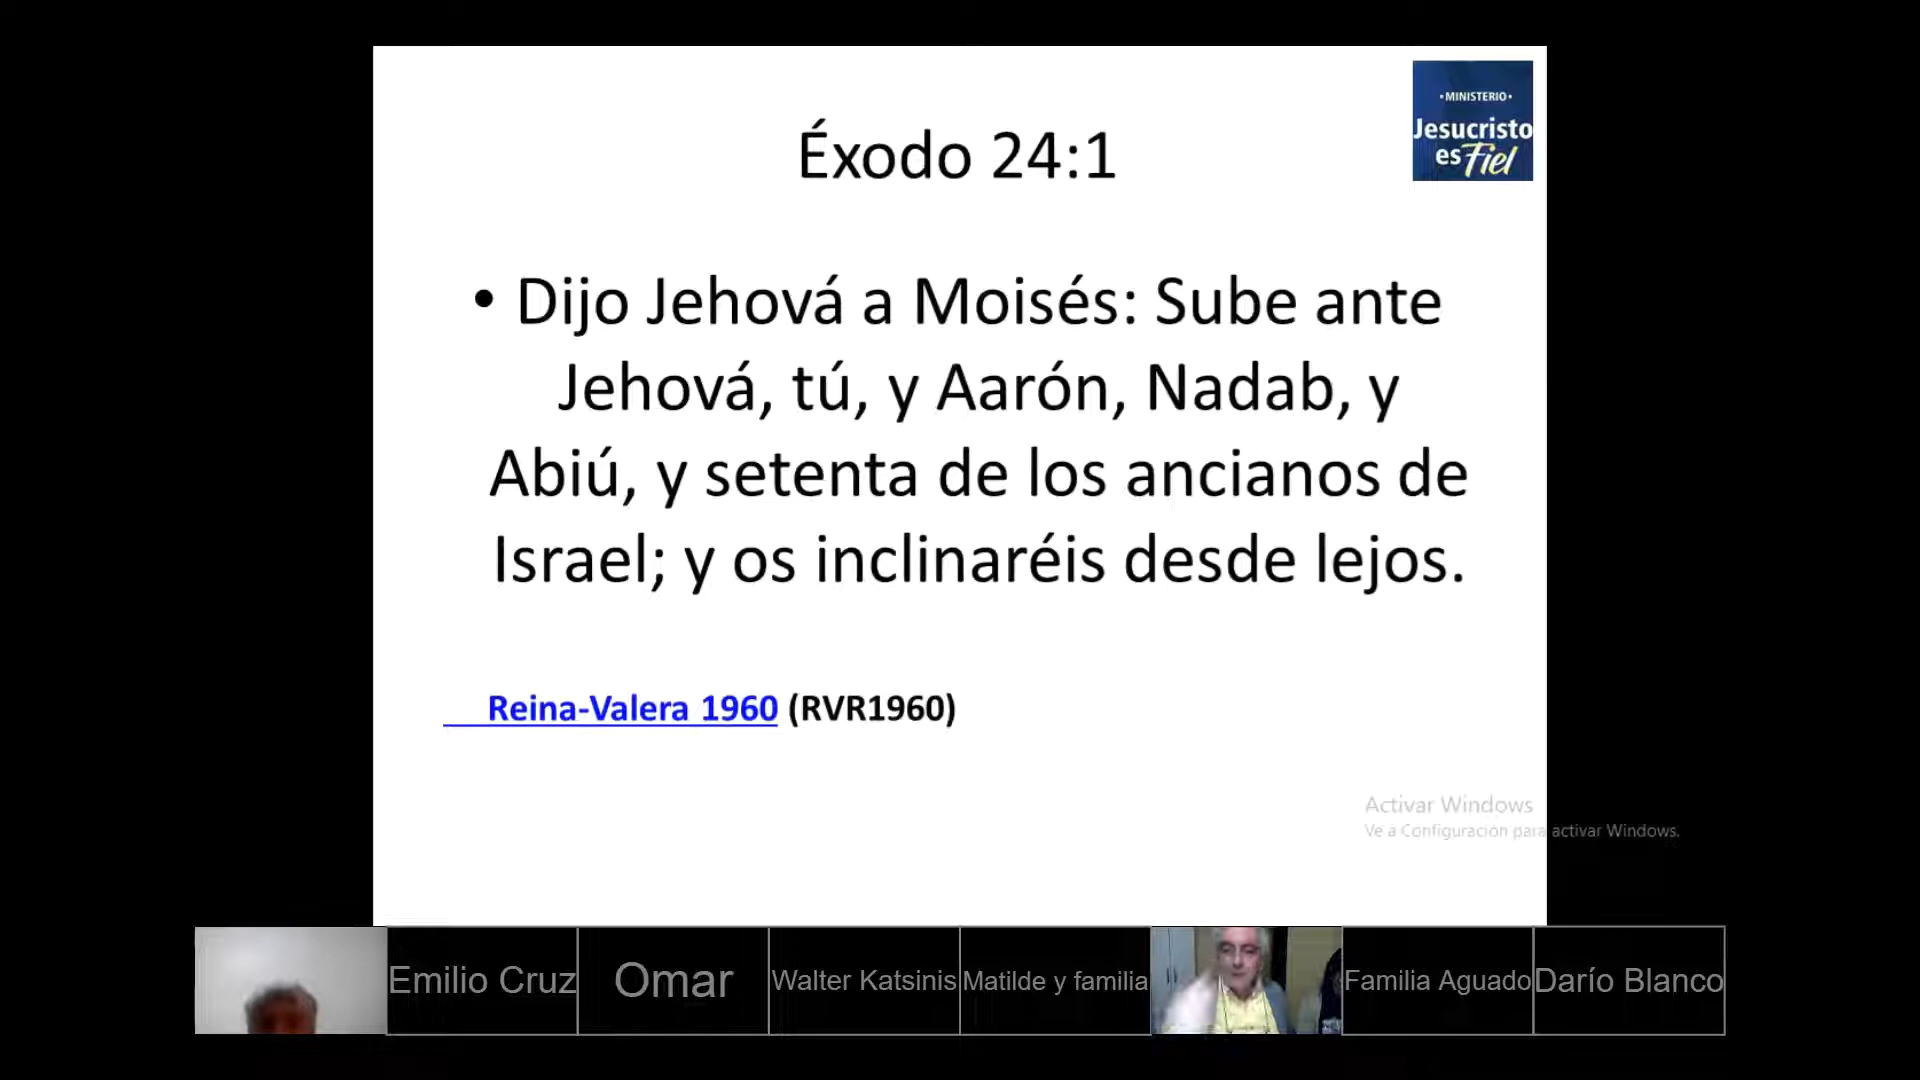 •MINISTERIO•
Jesucristo
es Fiel
Éxodo 24:1
• Dijo Jehová a Moisés: Sube ante
Jehová, tú, y Aarón, Nadab, y
Abiú, y setenta de los ancianos de
Israel; y os inclinaréis desde lejos.
Reina-Valera 1960 (RVR1960)
Activar Windows
Ve a Configuración para activar Windows.
Emilio Cruz
Omar
Walter Katsinis
Matilde y familia
Familia Aguado
Darío Blanco